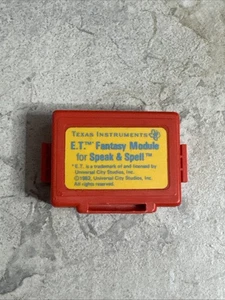 TEXAS INSTRUMENTS
E.T.™ Fantasy Module
for Speak & Spell™
* E.T. is a trademark of and licensed by
Universal City Studios, Inc.
©1982, Universal City Studios, Inc.
All rights reserved.